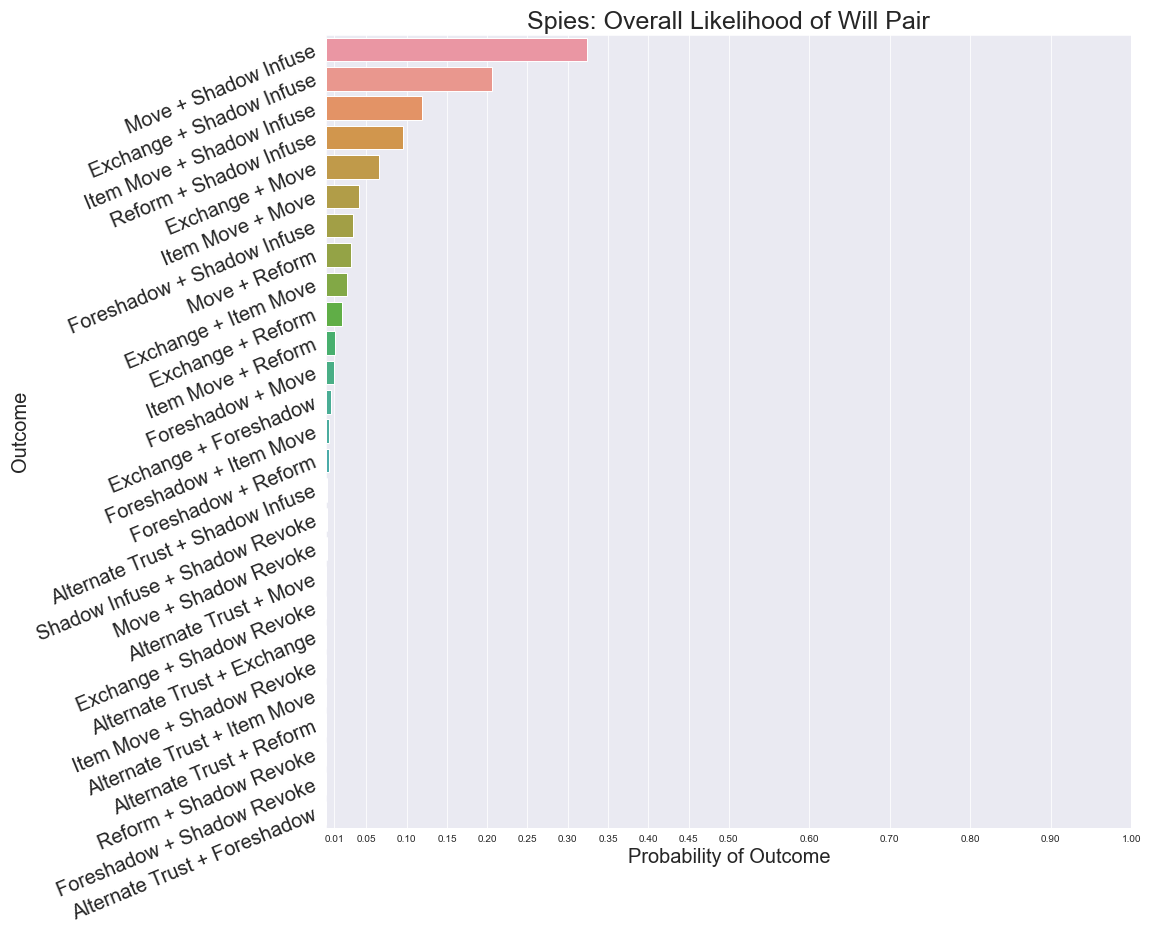 Spies: Overall Likelihood of Will Pair
Move + Shadow Infuse
Exchange + Shadow Infuse
Item Move + Shadow Infuse
Reform + Shadow Infuse
Exchange + Move
Item Move + Move
Foreshadow + Shadow Infuse
Move + Reform
Exchange + Item Move
Exchange + Reform
Item Move + Reform
Foreshadow + Move
Exchange + Foreshadow
Foreshadow + Item Move
Foreshadow + Reform
Alternate Trust + Shadow Infuse
Shadow Infuse + Shadow Revoke
Move + Shadow Revoke
Alternate Trust + Move
Exchange + Shadow Revoke
Alternate Trust + Exchange
Item Move + Shadow Revoke
Alternate Trust + Item Move
Alternate Trust + Reform
Reform + Shadow Revoke
Foreshadow + Shadow Revoke
Alternate Trust + Foreshadow
Outcome
0.01 0.05 0.10 0.15 0.20 0.25 0.30 0.35 0.40 0.45 0.50 0.60 0.70 0.80 0.90 1.00
Probability of Outcome